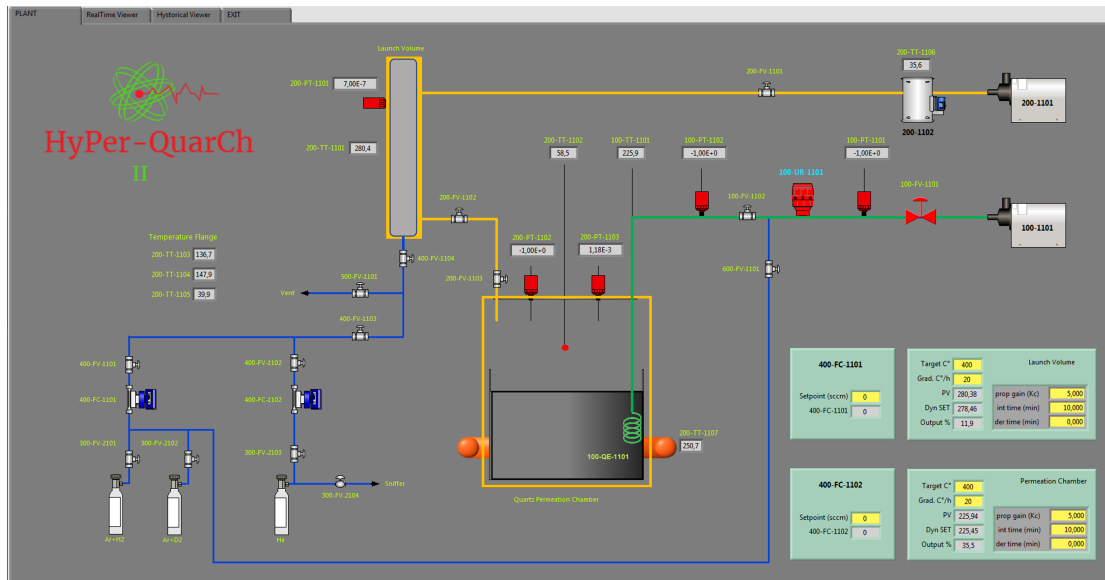 PLANT
RealTime Viewer
Hystorical Viewer
EXIT
HyPer-QuarCh
II
Launch Volume
200-PT-1101
7,00E-7
200-TT-1101
280,4
200-FV-1101
200-TT-1106
35,6
200-1102
200-1101
200-TT-1102
58,5
100-TT-1101
225,9
100-PT-1102
-1,00E+0
100-UR-1101
100-PT-1101
-1,00E+0
100-FV-1101
100-FV-1102
100-1101
200-FV-1102
200-PT-1102
-1,00E+0
200-PT-1103
1,18E-3
Temperature Flange
200-TT-1103
136,7
200-TT-1104
147,9
200-TT-1105
39,9
400-FV-1104
200-FV-1103
600-FV-1101
500-FV-1101
Vent
400-FV-1103
400-FV-1101
400-FV-1102
400-FC-1101
400-FC-1102
300-FV-2101
300-FV-2102
300-FV-2103
Sniffer
300-FV-2104
Ar+H2
Ar+D2
He
100-QE-1101
200-TT-1107
250,7
Quartz Permeation Chamber
400-FC-1101
Setpoint (sccm) 0
400-FC-1101 0
Launch Volume
Target C° 400
Grad. C°/h 20
PV 280,38
Dyn SET 278,46
Output % 11,9
prop gain (Kc) 5,000
int time (min) 10,000
der time (min) 0,000
400-FC-1102
Setpoint (sccm) 0
400-FC-1102 0
Permeation Chamber
Target C° 400
Grad. C°/h 20
PV 225,94
Dyn SET 225,45
Output % 35,5
prop gain (Kc) 5,000
int time (min) 10,000
der time (min) 0,000